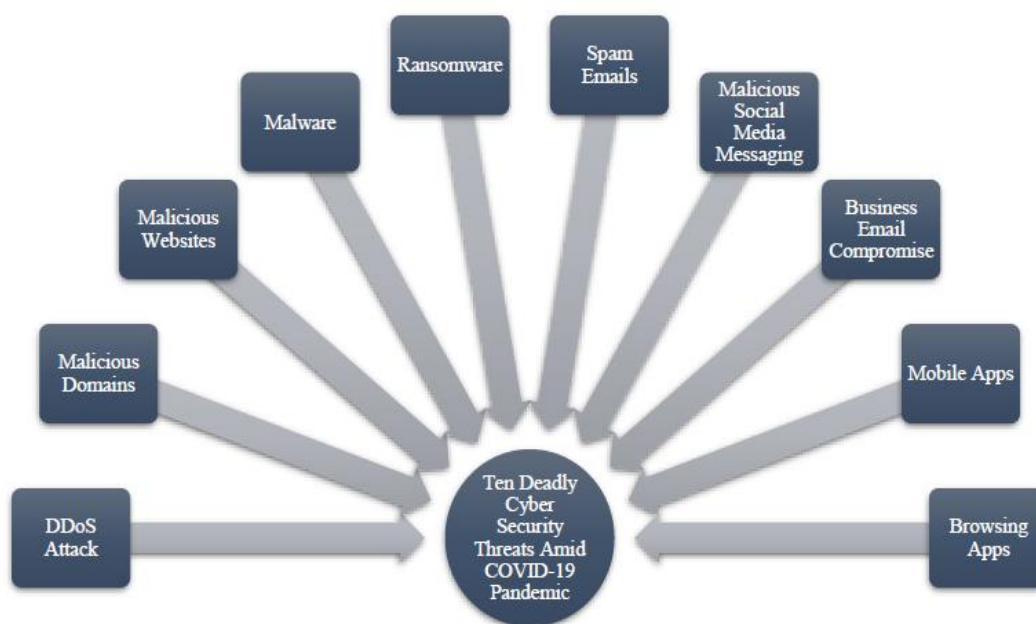 Ransomware
Spam
Emails
Malware
Malicious
Social
Media
Messaging
Malicious
Websites
Business
Email
Compromise
Malicious
Domains
Mobile Apps
DDoS
Attack
Ten Deadly
Cyber
Security
Threats Amid
COVID-19
Pandemic
Browsing
Apps